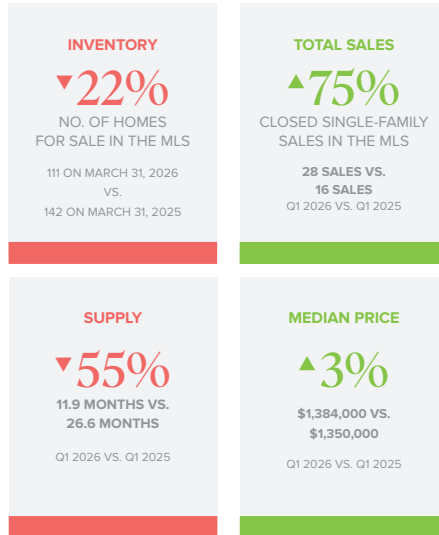 INVENTORY
▼22%
NO. OF HOMES
FOR SALE IN THE MLS
111 ON MARCH 31, 2026
VS.
142 ON MARCH 31, 2025
TOTAL SALES
▲75%
CLOSED SINGLE-FAMILY
SALES IN THE MLS
28 SALES VS.
16 SALES
Q1 2026 VS. Q1 2025
SUPPLY
▼55%
11.9 MONTHS VS.
26.6 MONTHS
Q1 2026 VS. Q1 2025
MEDIAN PRICE
▲3%
$1,384,000 VS.
$1,350,000
Q1 2026 VS. Q1 2025